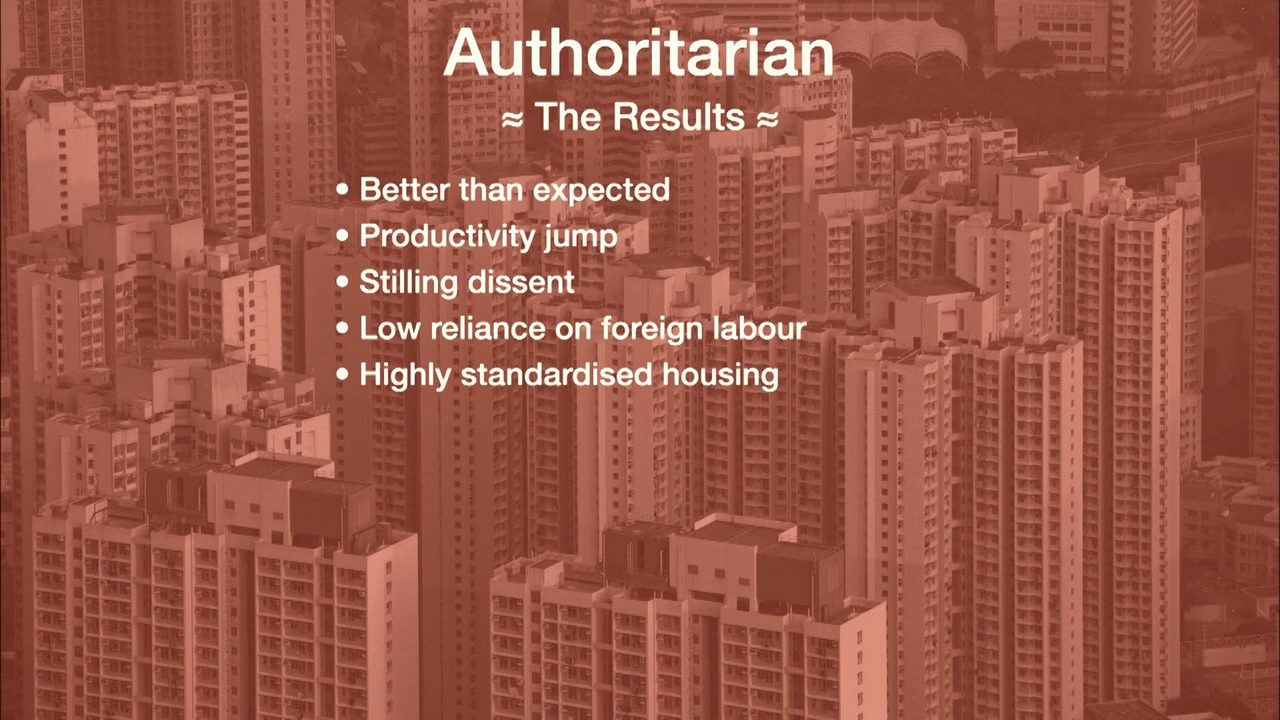 Authoritarian
≈ The Results ≈
• Better than expected
• Productivity jump
• Stilling dissent
• Low reliance on foreign labour
• Highly standardised housing